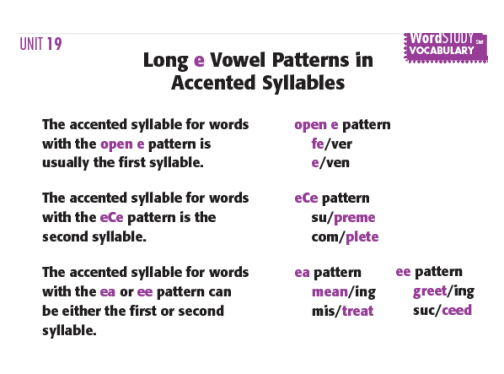 UNIT 19
WordSTUDY
VOCABULARY
Long e Vowel Patterns in
Accented Syllables
The accented syllable for words
with the open e pattern is
usually the first syllable.
open e pattern
fe/ver
e/ven
The accented syllable for words
with the eCe pattern is the
second syllable.
eCe pattern
su/preme
com/plete
The accented syllable for words
with the ea or ee pattern can
be either the first or second
syllable.
ea pattern
mean/ing
mis/treat
ee pattern
greet/ing
suc/ceed